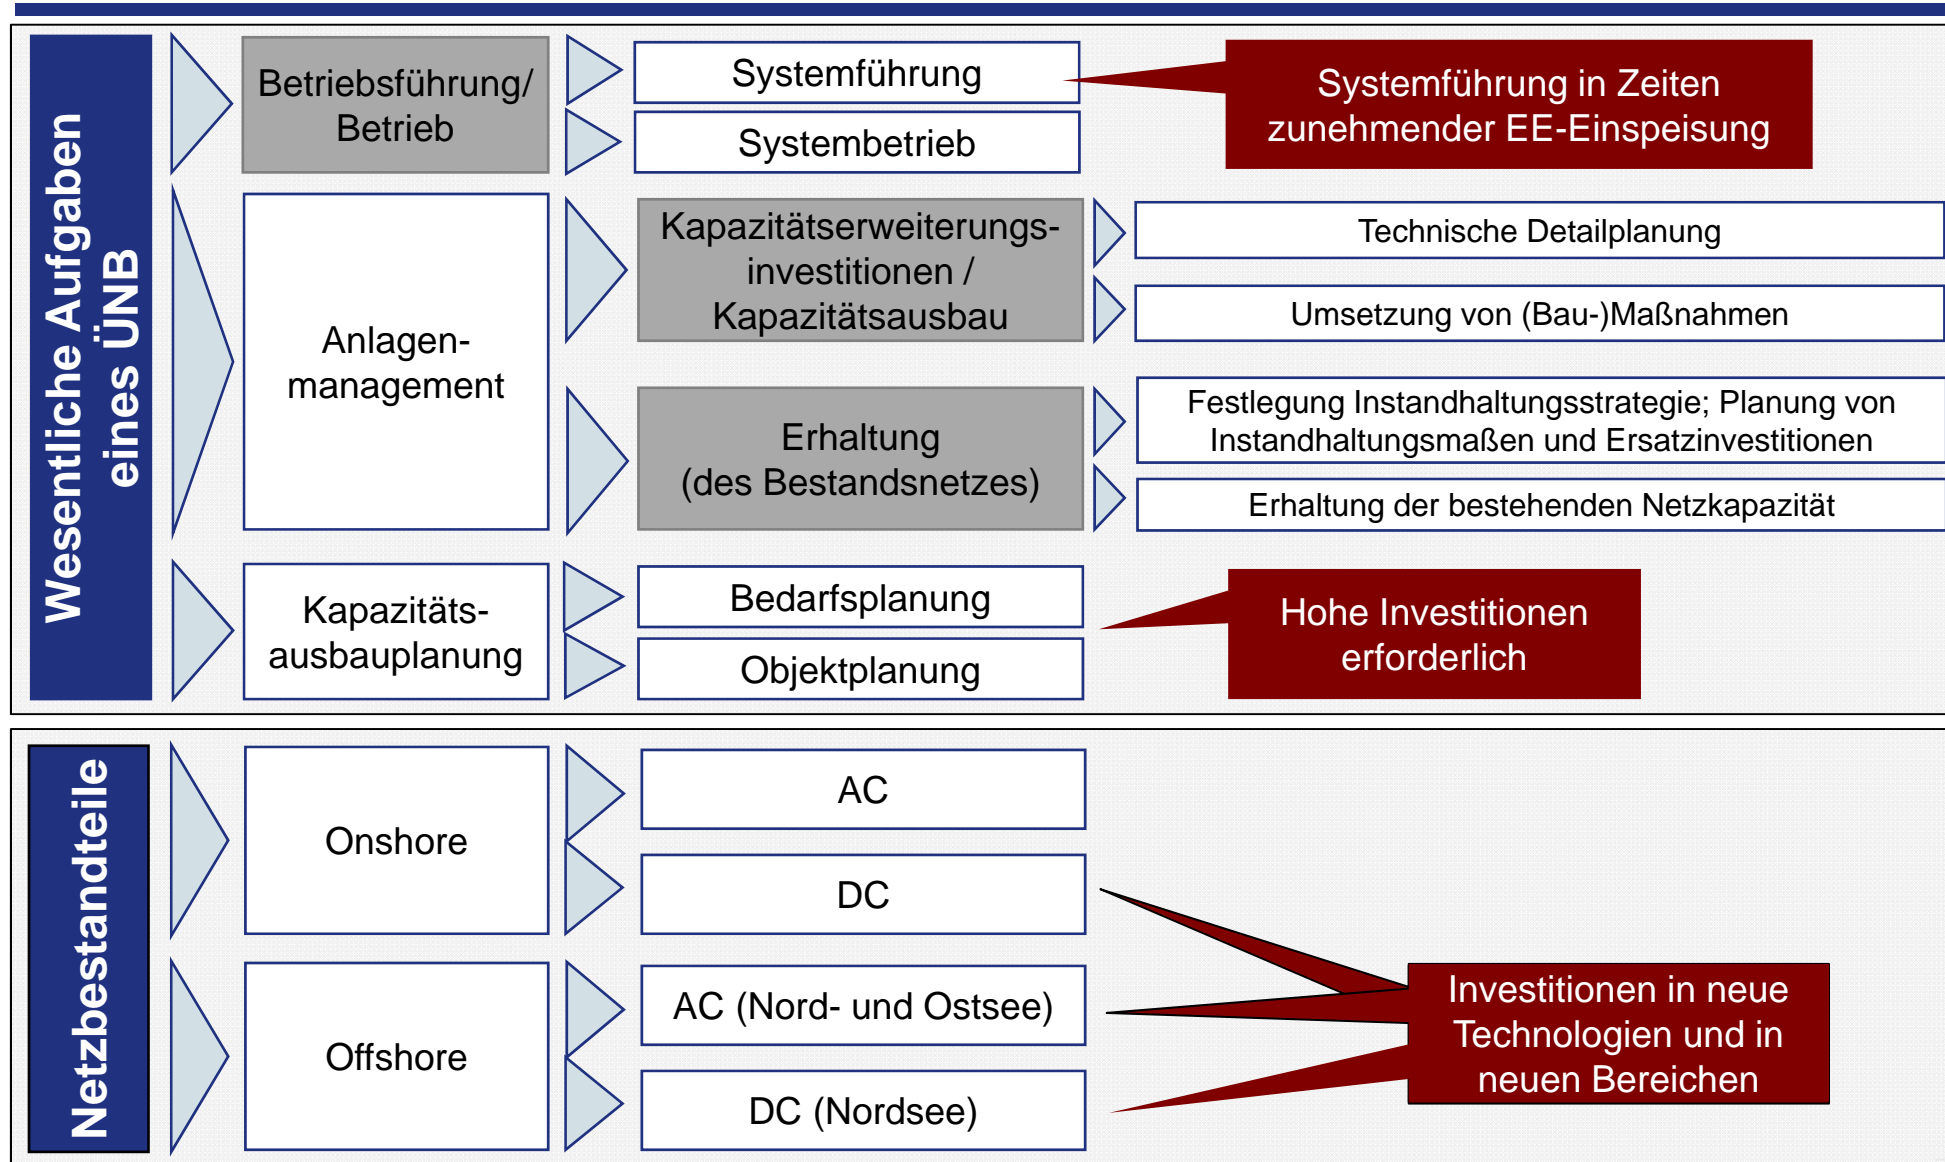 Wesentliche Aufgaben
eines ÜNB
Betriebsführung/
Betrieb
Systemführung
Systembetrieb
Systemführung in Zeiten
zunehmender EE-Einspeisung
Anlagen-
management
Kapazitätserweiterungs-
investitionen /
Kapazitätsausbau
Technische Detailplanung
Umsetzung von (Bau-)Maßnahmen
Erhaltung
(des Bestandsnetzes)
Festlegung Instandhaltungsstrategie; Planung von
Instandhaltungsmaßen und Ersatzinvestitionen
Erhaltung der bestehenden Netzkapazität
Kapazitäts-
ausbauplanung
Bedarfsplanung
Objektplanung
Hohe Investitionen
erforderlich
Netzbestandteile
Onshore
AC
DC
Offshore
AC (Nord- und Ostsee)
DC (Nordsee)
Investitionen in neue
Technologien und in
neuen Bereichen